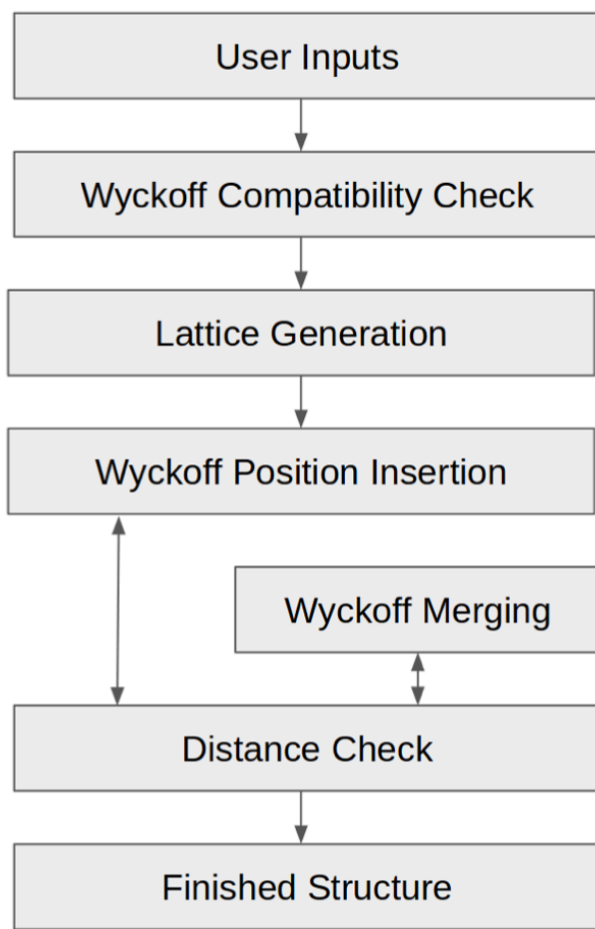 User Inputs
Wyckoff Compatibility Check
Lattice Generation
Wyckoff Position Insertion
Wyckoff Merging
Distance Check
Finished Structure